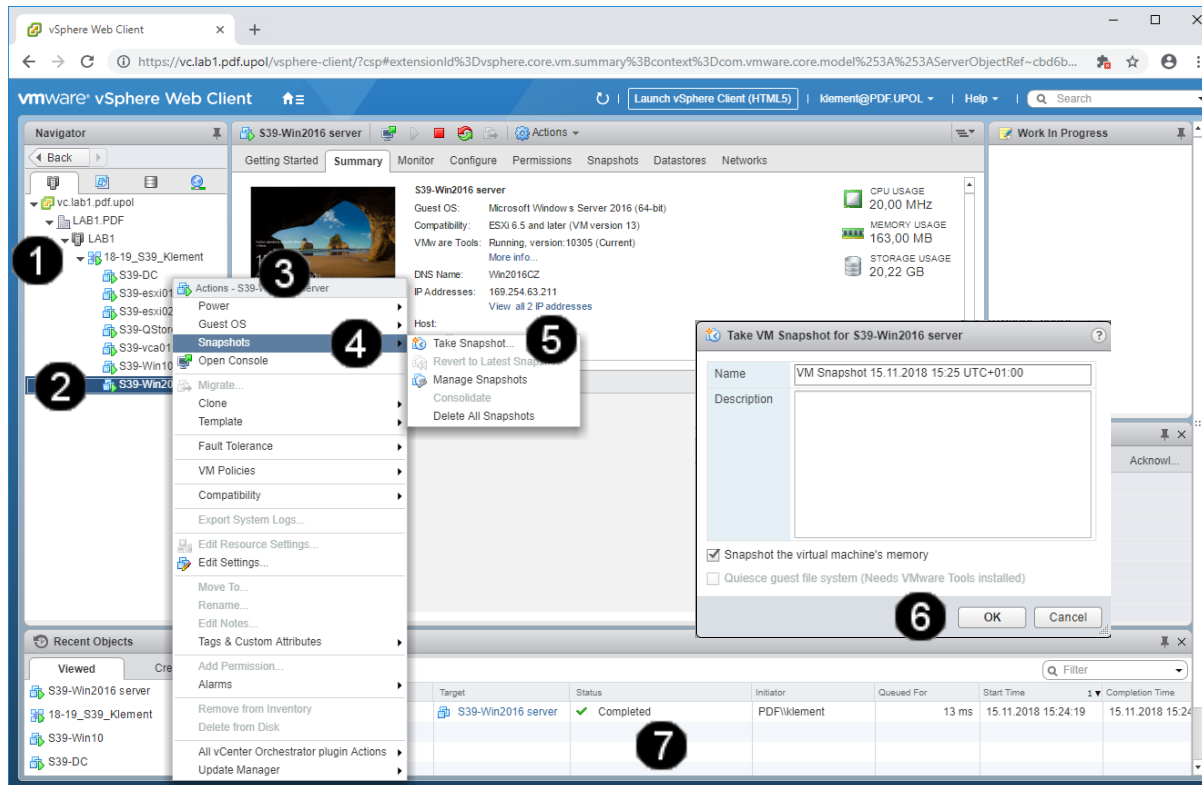 vSphere Web Client
https://vc.lab1.pdf.upol/vsphere-client/?csp#extensionId%3Dvsphere.core.vm.summary%3Bcontext%3Dcom.vmware.core.model%253A%253AServerObjectRef~cbd6b...
vmware® vSphere Web Client
Launch vSphere Client (HTML5) | klement@PDF.UPOL | Help | Search
Navigator
Back
vc.lab1.pdf.upol
LAB1.PDF
LAB1
1
18-19_S39_Klement
S39-DC
S39-esxi01
S39-esxi02
S39-QStor
S39-vca01
S39-Win10
2
S39-Win20
S39-Win2016 server
Actions
Getting Started Summary Monitor Configure Permissions Snapshots Datastores Networks
S39-Win2016 server
Guest OS: Microsoft Windows Server 2016 (64-bit)
Compatibility: ESXi 6.5 and later (VM version 13)
VMware Tools: Running, version:10305 (Current)
More info...
DNS Name: Win2016CZ
IP Addresses: 169.254.63.211
View all 2 IP addresses
Host:
CPU USAGE
20,00 MHz
MEMORY USAGE
163,00 MB
STORAGE USAGE
20,22 GB
Work In Progress
3
Actions - S39-W server
Power
Guest OS
Snapshots
4
Open Console
Migrate...
Clone
Template
Fault Tolerance
VM Policies
Compatibility
Export System Logs...
Edit Resource Settings...
Edit Settings...
Move To...
Rename...
Edit Notes...
Tags & Custom Attributes
Add Permission...
Alarms
Remove from Inventory
Delete from Disk
All vCenter Orchestrator plugin Actions
Update Manager
Take Snapshot...
5
Revert to Latest Snapshot
Manage Snapshots
Consolidate
Delete All Snapshots
Take VM Snapshot for S39-Win2016 server
?
Name VM Snapshot 15.11.2018 15:25 UTC+01:00
Description
Snapshot the virtual machine's memory
Quiesce guest file system (Needs VMware Tools installed)
6
OK Cancel
Acknowl...
Recent Objects
Viewed Cre
S39-Win2016 server
18-19_S39_Klement
S39-Win10
S39-DC
Filter
Target Status Initiator Queued For Start Time 1 Completion Time
S39-Win2016 server Completed PDF\\klement 13 ms 15.11.2018 15:24:19 15.11.2018 15:24
7